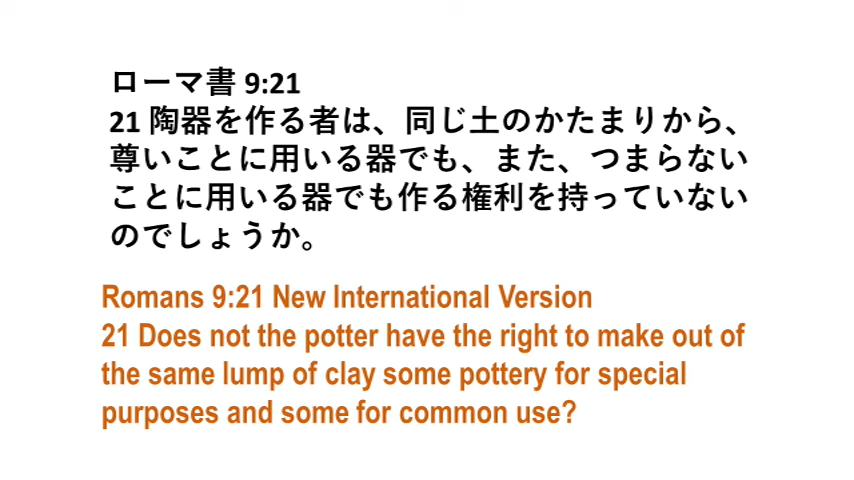 ローマ書 9:21
21 陶器を作る者は、同じ土のかたまりから、
尊いことに用いる器でも、また、つまらない
ことに用いる器でも作る権利を持っていない
のでしょうか。
Romans 9:21 New International Version
21 Does not the potter have the right to make out of
the same lump of clay some pottery for special
purposes and some for common use?